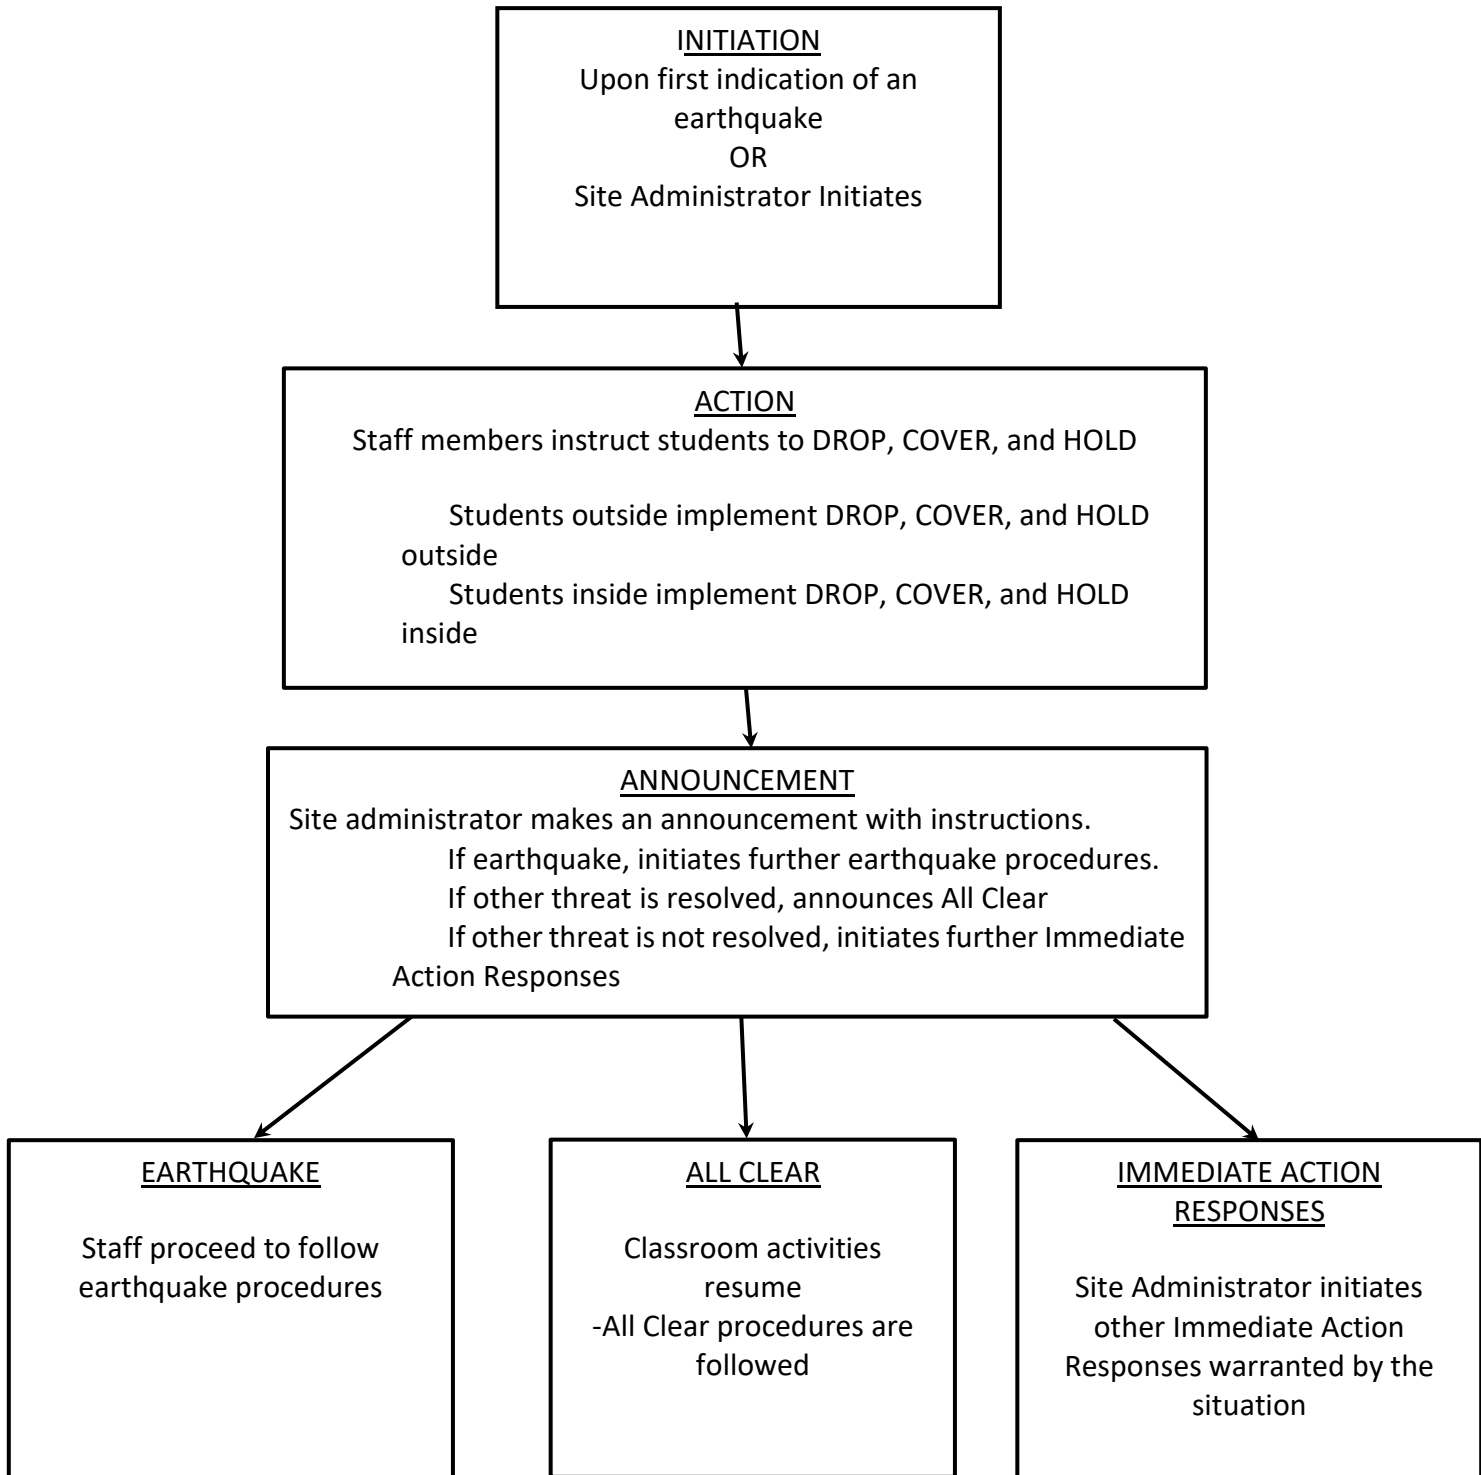 INITIATION
Upon first indication of an
earthquake
OR
Site Administrator Initiates
ACTION
Staff members instruct students to DROP, COVER, and HOLD
Students outside implement DROP, COVER, and HOLD
outside
Students inside implement DROP, COVER, and HOLD
inside
ANNOUNCEMENT
Site administrator makes an announcement with instructions.
If earthquake, initiates further earthquake procedures.
If other threat is resolved, announces All Clear
If other threat is not resolved, initiates further Immediate
Action Responses
EARTHQUAKE
Staff proceed to follow
earthquake procedures
ALL CLEAR
Classroom activities
resume
-All Clear procedures are
followed
IMMEDIATE ACTION
RESPONSES
Site Administrator initiates
other Immediate Action
Responses warranted by the
situation